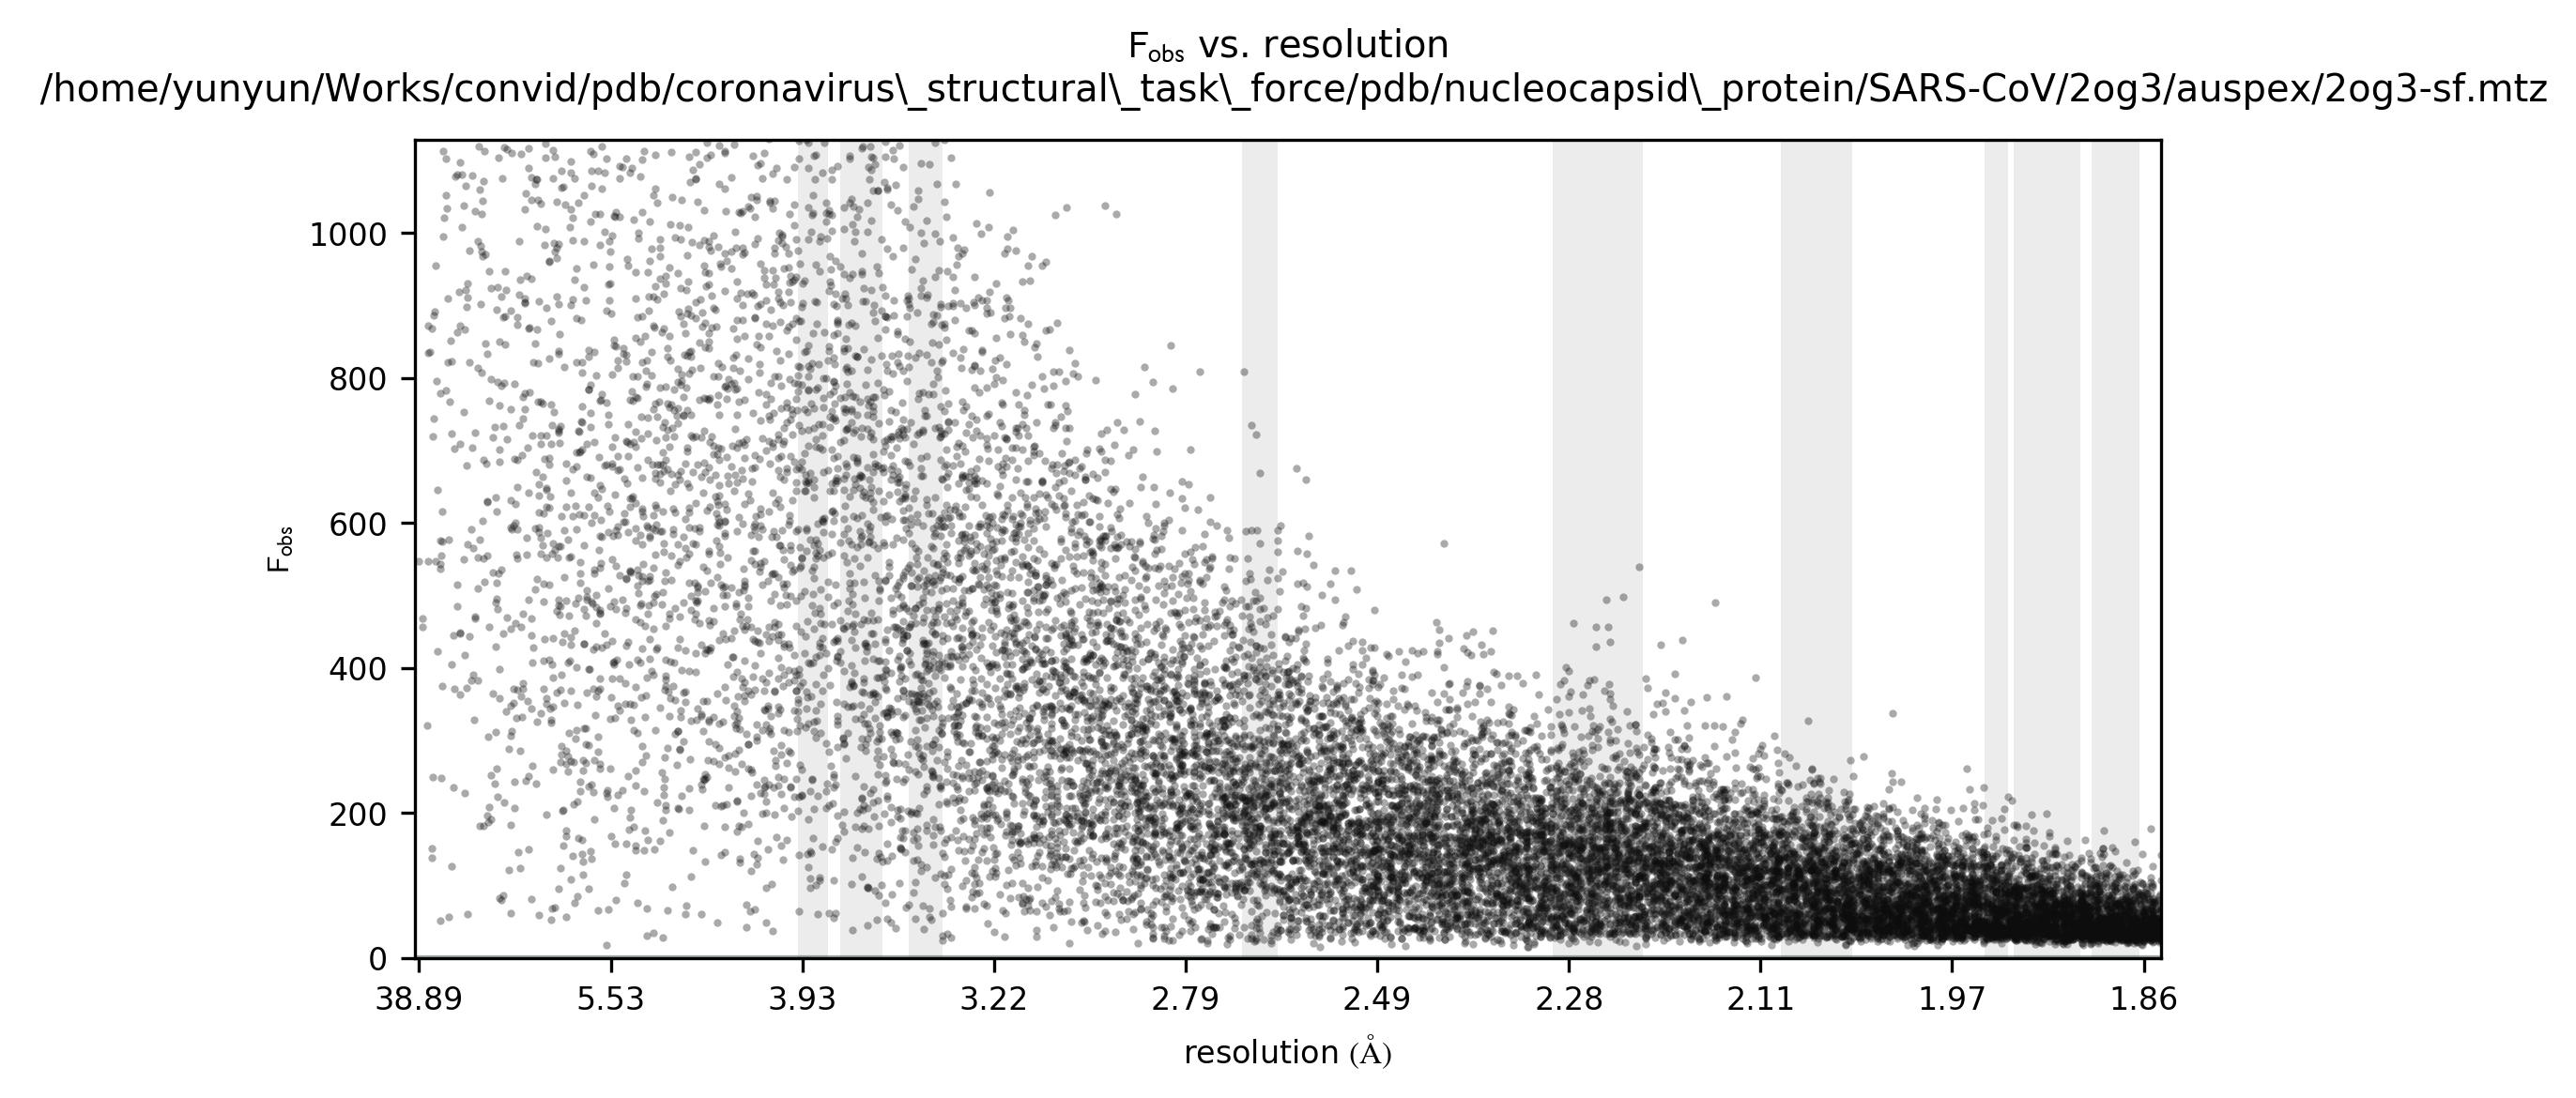 Fobs vs. resolution
/home/yunyun/Works/convid/pdb/coronavirus\_structural\_task\_force/pdb/nucleocapsid\_protein/SARS-CoV/2og3/auspex/2og3-sf.mtz
1000
800
600
400
200
0
Fobs
38.89 5.53 3.93 3.22 2.79 2.49 2.28 2.11 1.97 1.86
resolution (Å)